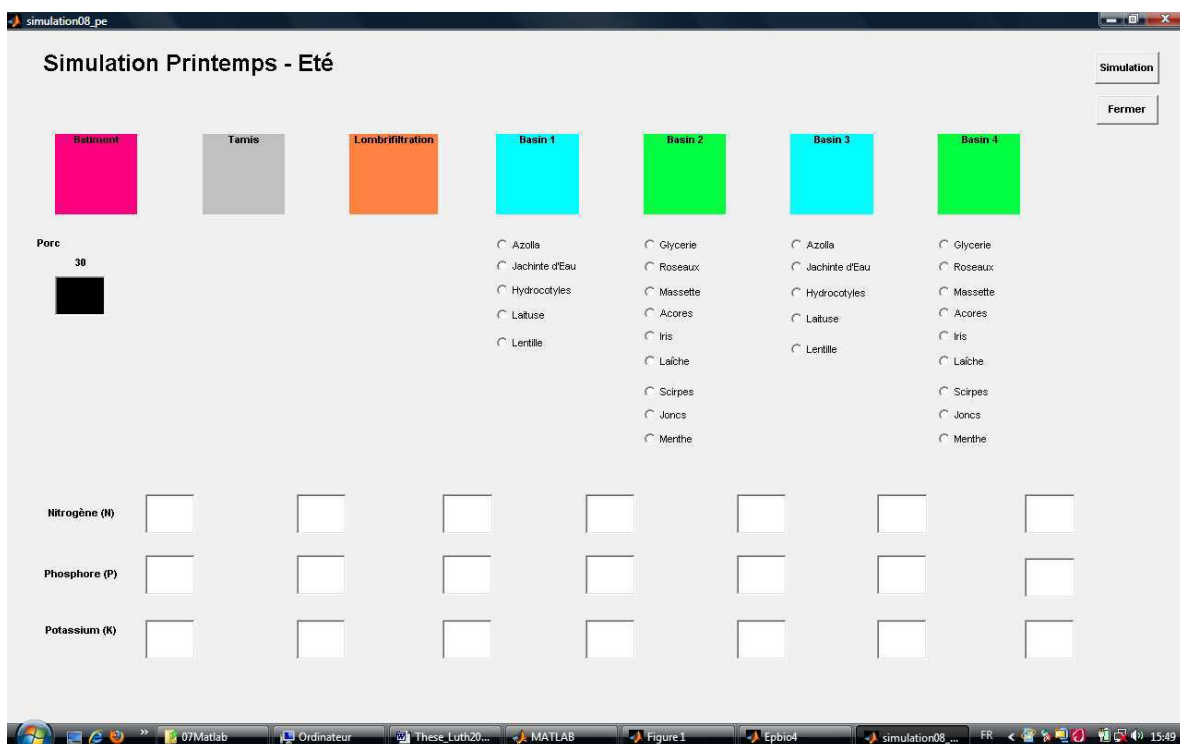 simulation08_pe
Simulation Printemps - Eté
Simulation
Fermer
Batiment Tamis Lombrifiltration Basin 1 Basin 2 Basin 3 Basin 4
Porc
30
Azolla Glycerie Azolla Glycerie
Jachinte d'Eau Roseaux Jachinte d'Eau Roseaux
Hydrocotyles Massette Hydrocotyles Massette
Laituse Acores Laituse Acores
Lentille Iris Lentille Iris
Laîche Laîche
Scirpes Scirpes
Joncs Joncs
Menthe Menthe
Nitrogène (N)
Phosphore (P)
Potassium (K)
07Matlab Ordinateur These_Luth20... MATLAB Figure 1 Epbio4 simulation08_... FR 15:49